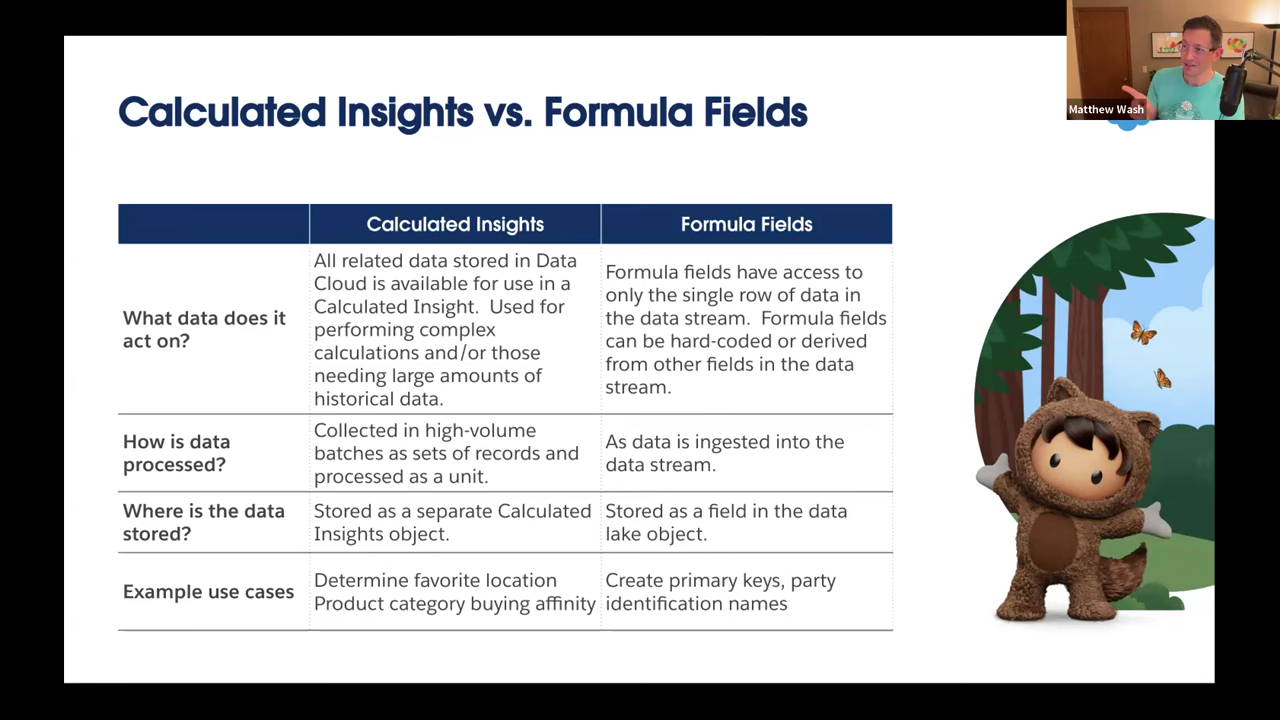 Matthew Wash
Calculated Insights vs. Formula Fields
Calculated Insights
Formula Fields
What data does it
act on?
All related data stored in Data
Cloud is available for use in a
Calculated Insight.  Used for
performing complex
calculations and/or those
needing large amounts of
historical data.
Formula fields have access to
only the single row of data in
the data stream.  Formula fields
can be hard-coded or derived
from other fields in the data
stream.
How is data
processed?
Collected in high-volume
batches as sets of records and
processed as a unit.
As data is ingested into the
data stream.
Where is the data
stored?
Stored as a separate Calculated
Insights object.
Stored as a field in the data
lake object.
Example use cases
Determine favorite location
Product category buying affinity
Create primary keys, party
identification names